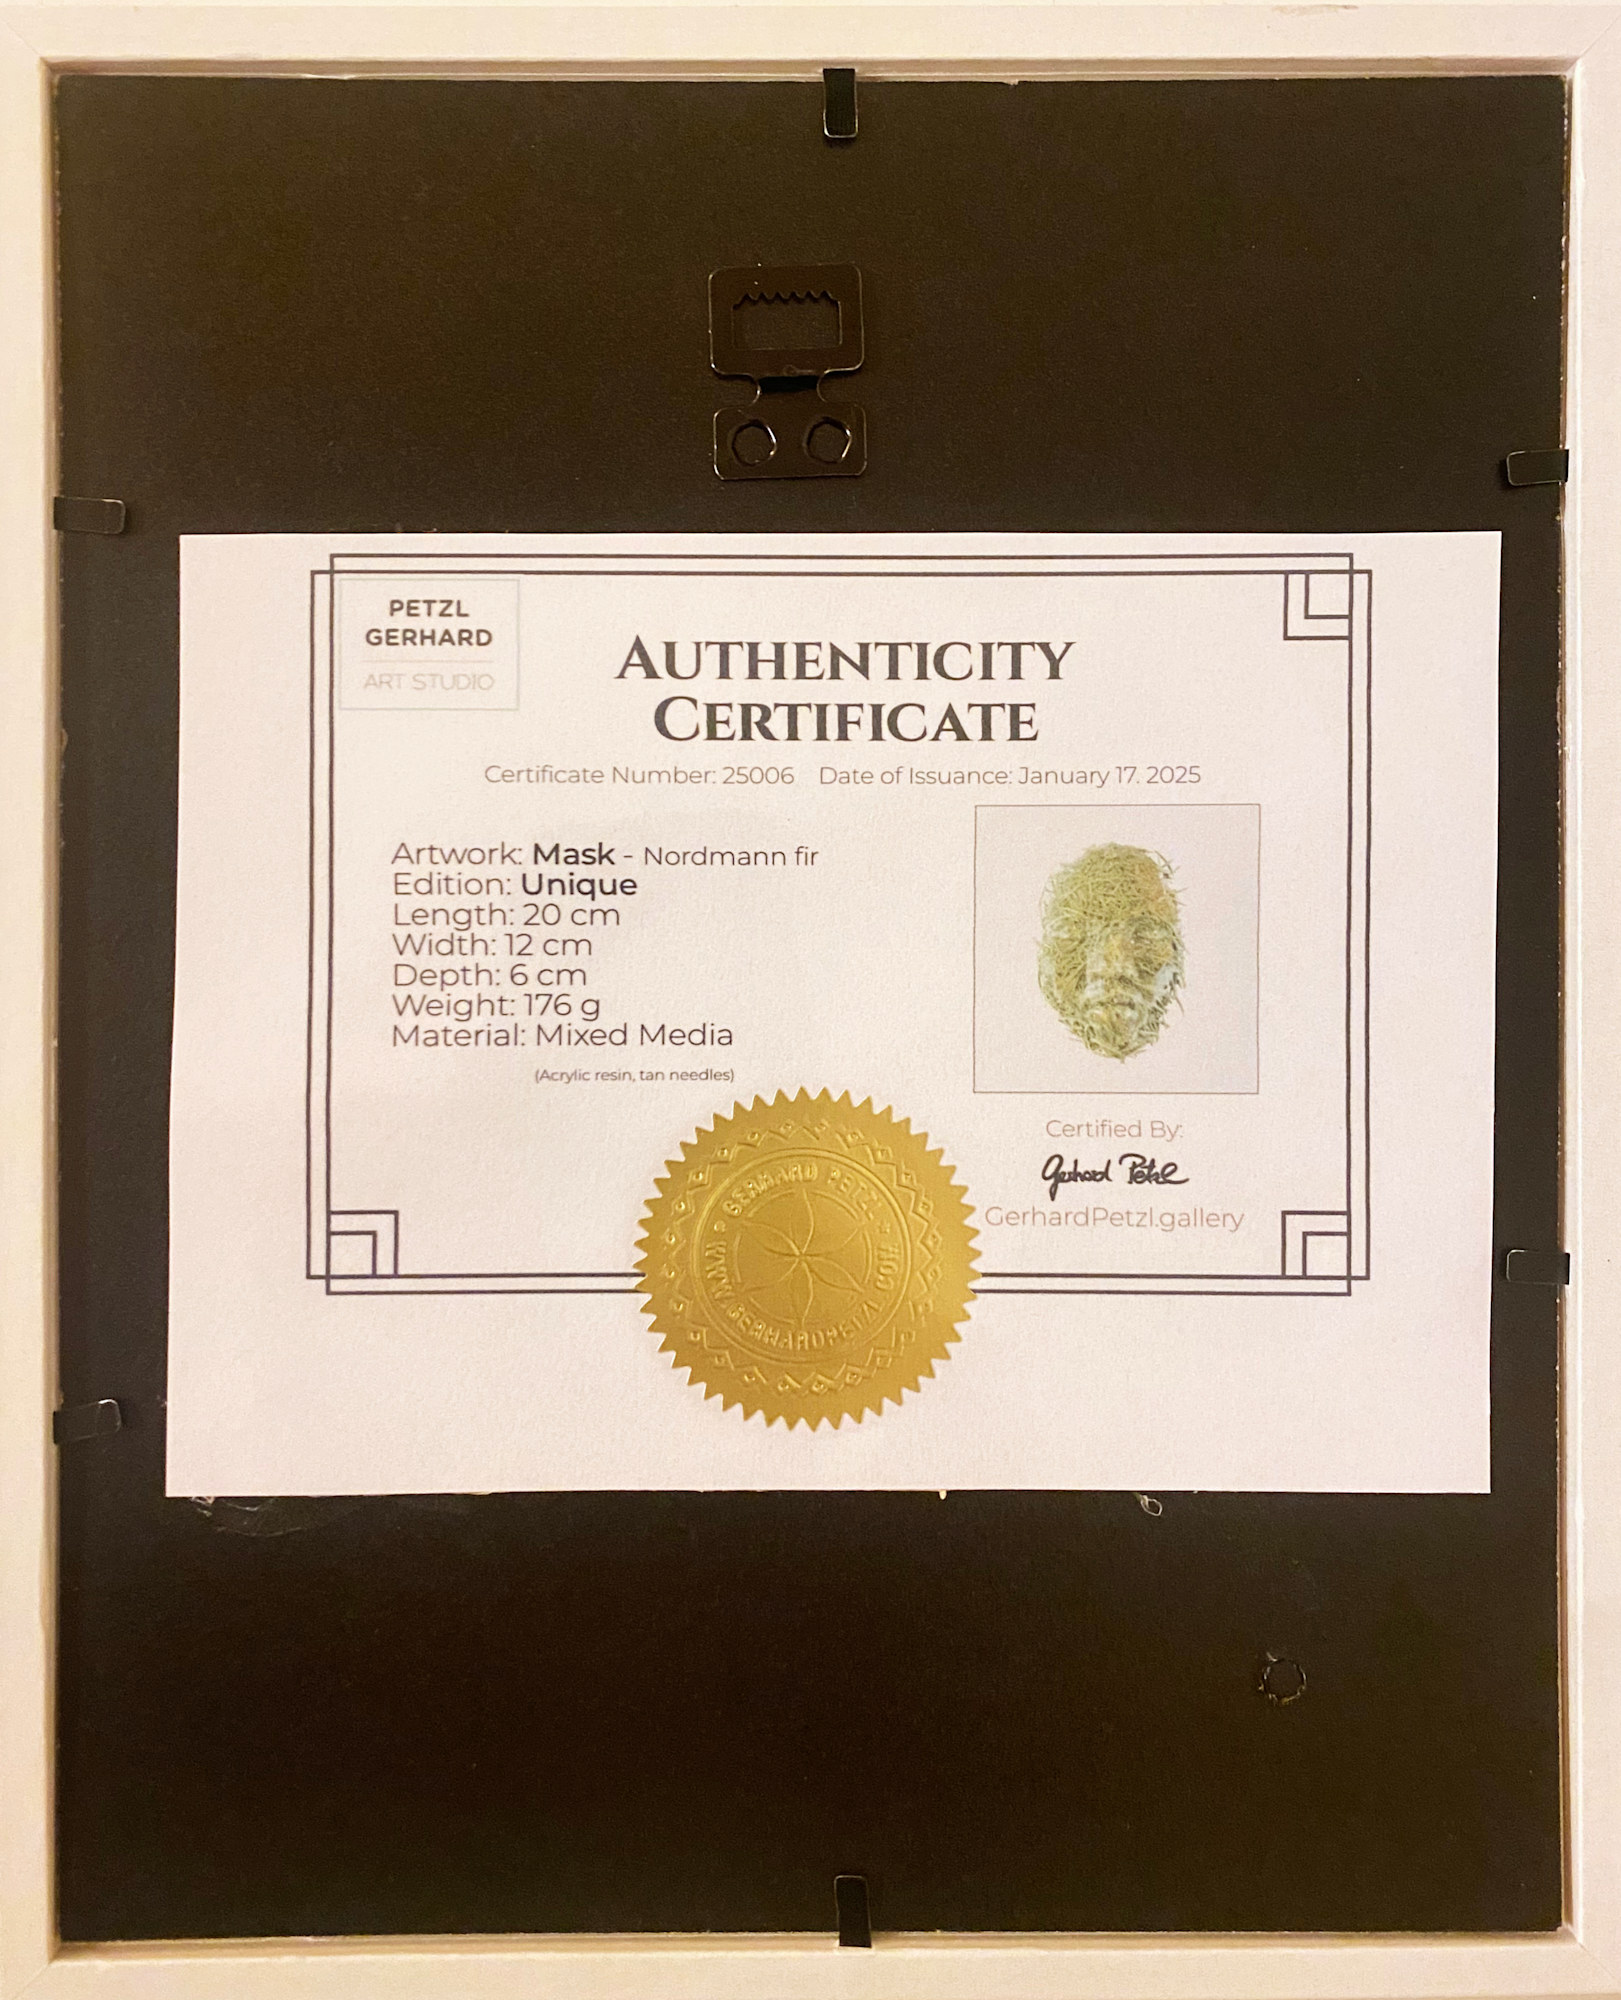 PETZL
GERHARD
ART STUDIO
AUTHENTICITY
CERTIFICATE
Certificate Number: 25006 Date of Issuance: January 17. 2025
Artwork: Mask - Nordmann fir
Edition: Unique
Length: 20 cm
Width: 12 cm
Depth: 6 cm
Weight: 176 g
Material: Mixed Media
(Acrylic resin, tan needles)
Certified By:
Gerhard Petzl
GerhardPetzl.gallery
GERHARD PETZL
WWW.GERHARDPETZL.COM